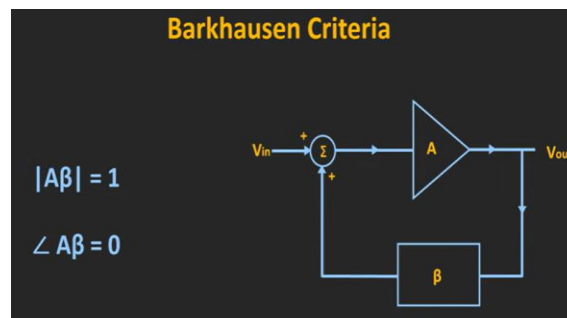 Barkhausen Criteria
|Aβ| = 1
∠ Aβ = 0
Vin
+
Σ
+
A
Vou
β